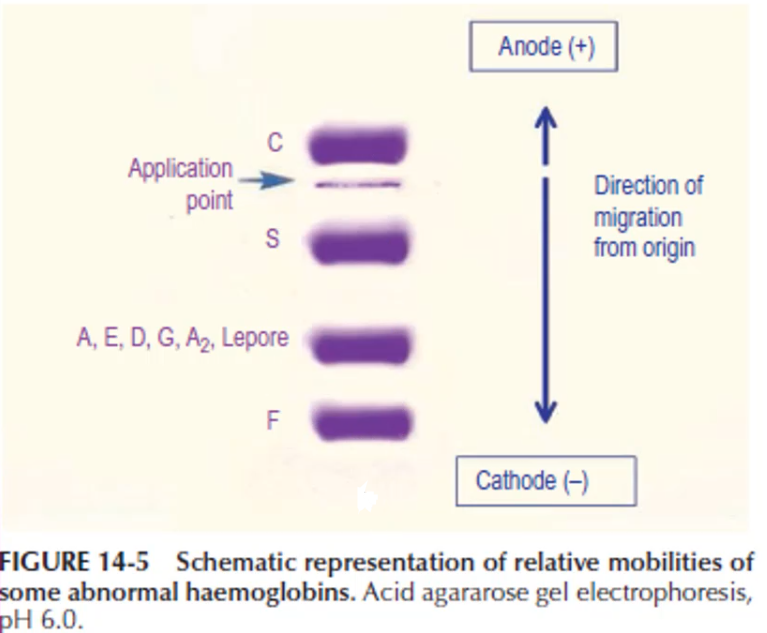 Anode (+)
C
Application
point
Direction of
migration
from origin
S
A, E, D, G, A₂, Lepore
F
Cathode (–)
FIGURE 14-5 Schematic representation of relative mobilities of
some abnormal haemoglobins. Acid agararose gel electrophoresis,
pH 6.0.